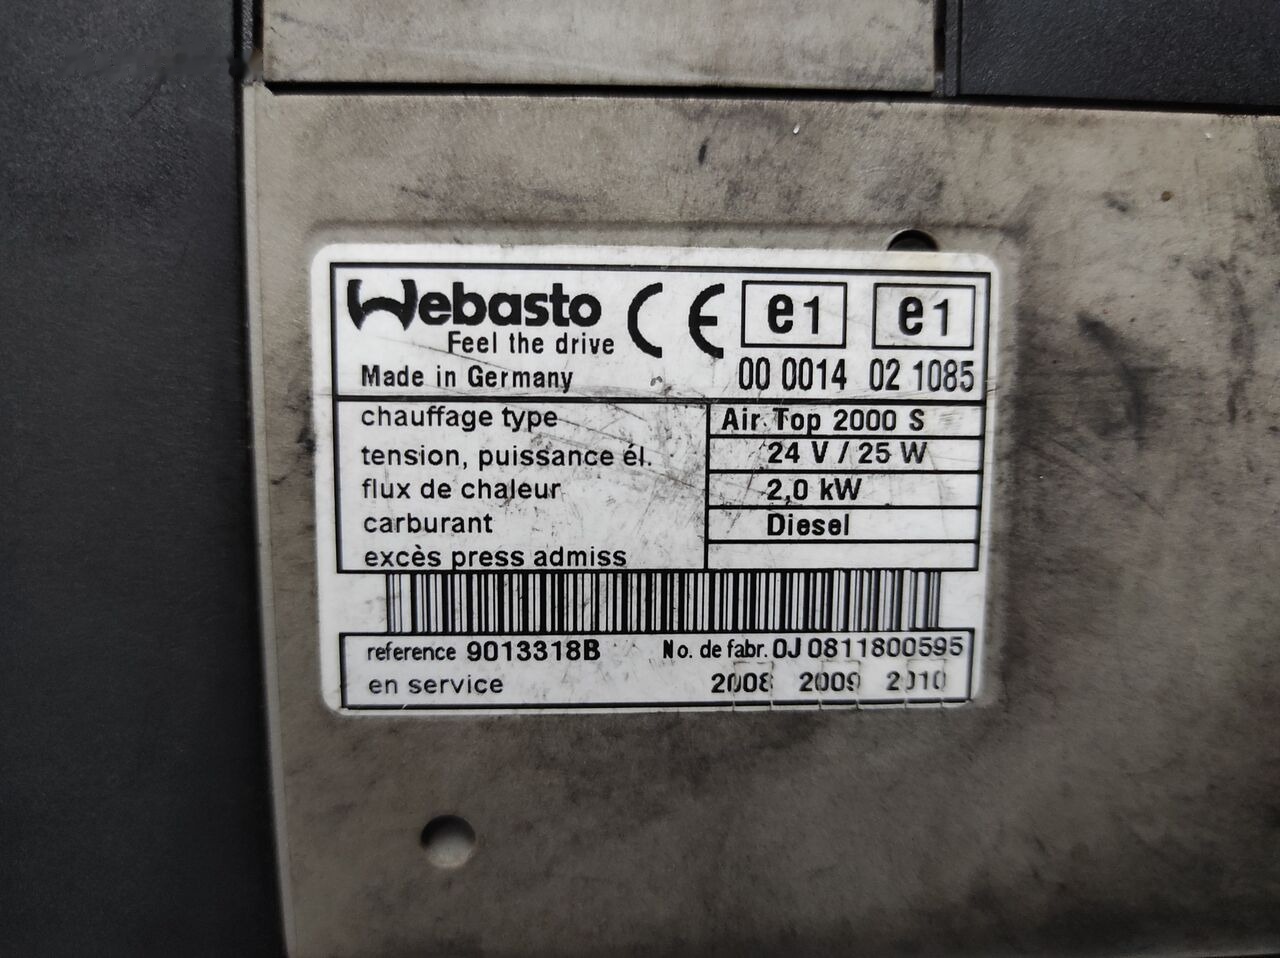 Webasto CE e1 e1
Feel the drive
Made in Germany 00 0014 02 1085
chauffage type Air Top 2000 S
tension, puissance él. 24 V / 25 W
flux de chaleur 2,0 kW
carburant Diesel
excès press admiss
reference 9013318B No. de fabr. 0J0811800595
en service 2008 2009 2010